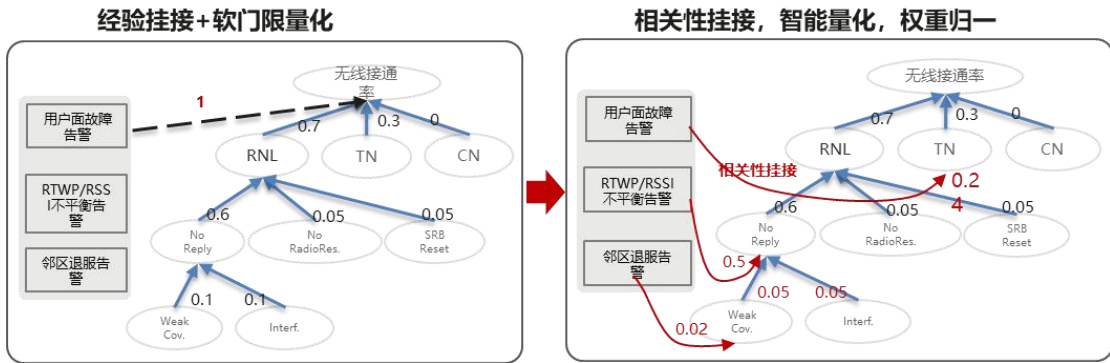 经验挂接+软门限量化
相关性挂接，智能量化，权重归一
无线接通
率
1
用户面故障
告警
0.7
0.3
0
RNL
TN
CN
RTWP/RSS
I不平衡告
警
0.6
0.05
0.05
No
Reply
No
RadioRes.
SRB
Reset
邻区退服告
警
0.1
0.1
Weak
Cov.
Interf.
无线接通率
用户面故障
告警
0.7
0.3
0
RNL
TN
CN
相关性挂接
RTWP/RSSI
不平衡告警
0.2
4
0.6
0.05
0.05
No
Reply
No
RadioRes.
SRB
Reset
邻区退服告
警
0.5
0.05
0.05
0.02
Weak
Cov.
Interf.